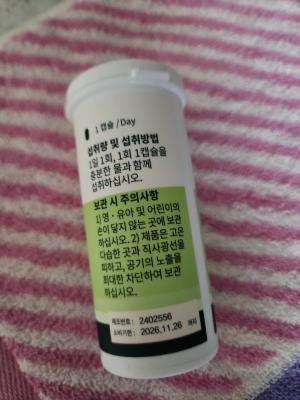 1 캡슐 / Day
섭취량 및 섭취방법
1일 1회, 1회 1캡슐을
충분한 물과 함께
섭취하십시오.
보관 시 주의사항
1) 영·유아 및 어린이의
손이 닿지 않는 곳에 보관
하십시오. 2) 제품은 고온
다습한 곳과 직사광선을
피하고, 공기의 노출을
최대한 차단하여 보관
하십시오.
제조번호 : 2402556
소비기한 : 2026.11.26 까지